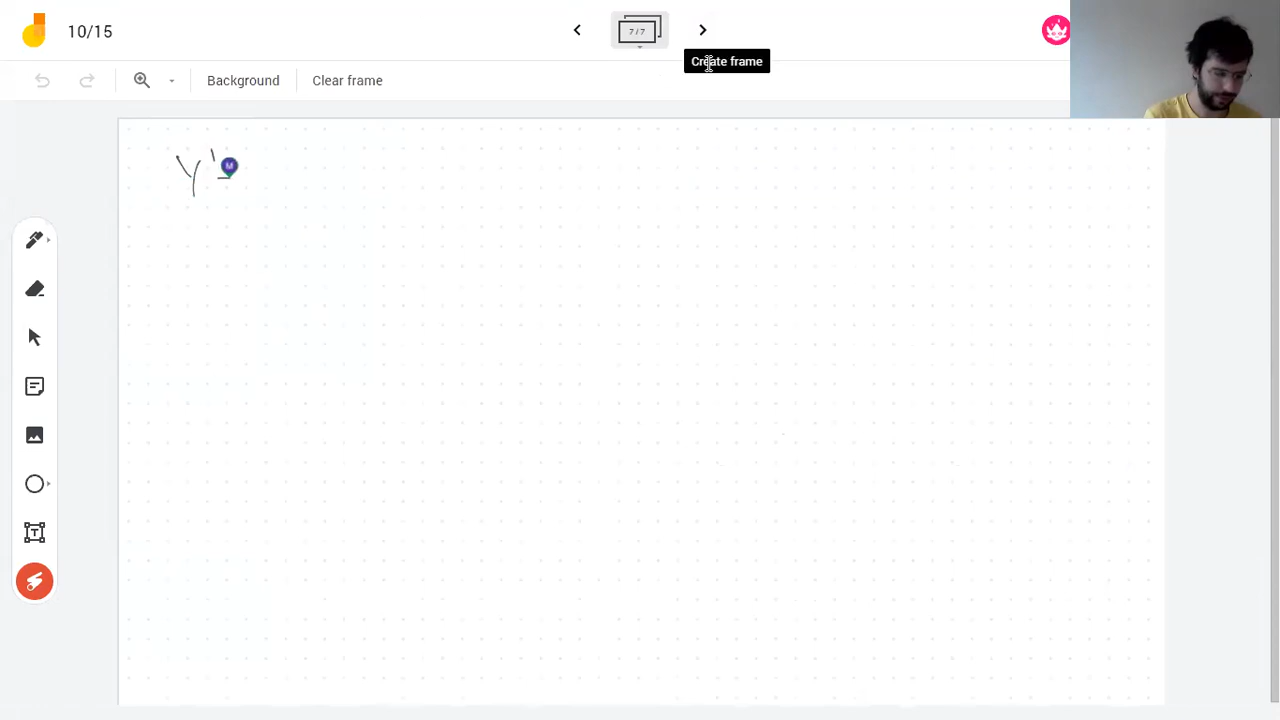 10/15
7 / 7
Create frame
Background
Clear frame
Y' =
M